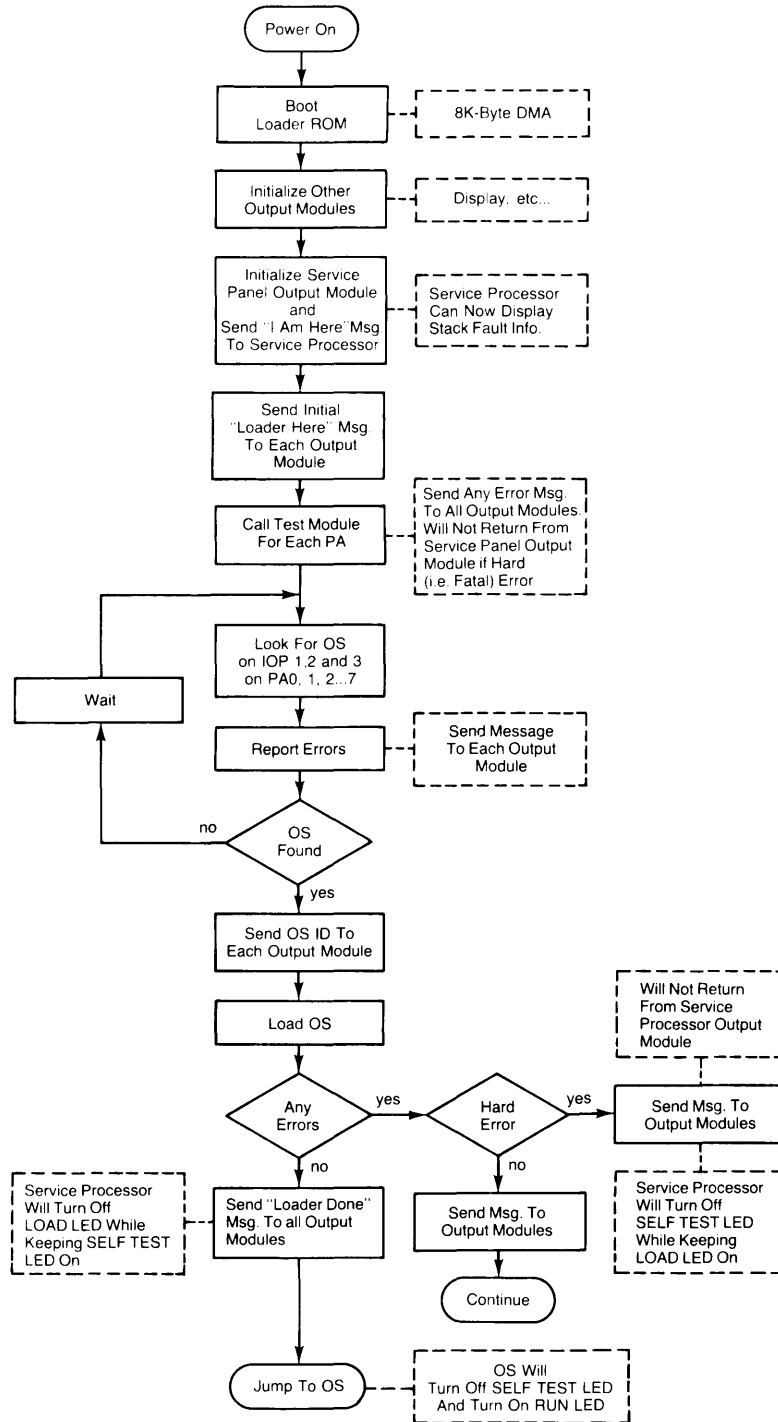 Power On
Boot
Loader ROM
8K-Byte DMA
Initialize Other
Output Modules
Display, etc...
Initialize Service
Panel Output Module
and
Send "I Am Here" Msg.
To Service Processor
Service Processor
Can Now Display
Stack Fault Info.
Send Initial
"Loader Here" Msg.
To Each Output
Module
Call Test Module
For Each PA
Send Any Error Msg.
To All Output Modules.
Will Not Return From
Service Panel Output
Module if Hard
(i.e. Fatal) Error
Look For OS
on IOP 1,2 and 3
on PA0, 1, 2...7
Wait
Report Errors
Send Message
To Each Output
Module
no
OS
Found
yes
Send OS ID To
Each Output Module
Load OS
Will Not Return
From Service
Processor Output
Module
Any
Errors
yes
Hard
Error
yes
Send Msg. To
Output Modules
no
no
Service Processor
Will Turn Off
LOAD LED While
Keeping SELF TEST
LED On
Send "Loader Done"
Msg. To all Output
Modules
Send Msg. To
Output Modules
Service Processor
Will Turn Off
SELF TEST LED
While Keeping
LOAD LED On
Continue
Jump To OS
OS Will
Turn Off SELF TEST LED
And Turn On RUN LED